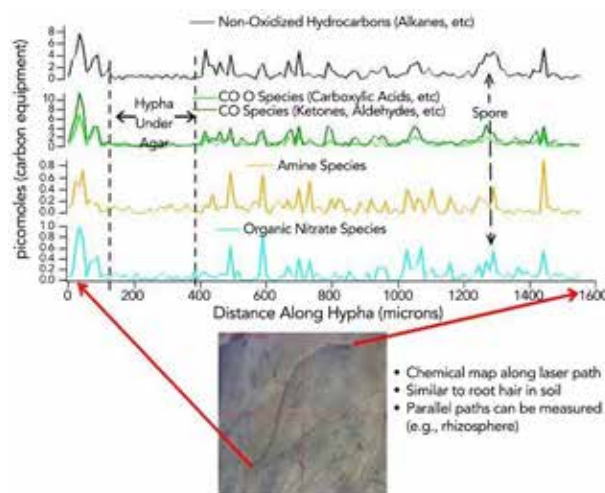 Non-Oxidized Hydrocarbons (Alkanes, etc)
8
6
4
2
0
CO O Species (Carboxylic Acids, etc)
CO Species (Ketones, Aldehydes, etc)
Hypha
Under
Agar
Spore
10
8
6
4
2
0
Amine Species
0.8
0.6
0.4
0.2
0.0
Organic Nitrate Species
1.0
0.8
0.6
0.4
0.2
0.0
picomoles (carbon equipment)
0 200 400 600 800 1000 1200 1400 1600
Distance Along Hypha (microns)
• Chemical map along laser path
• Similar to root hair in soil
• Parallel paths can be measured
(e.g., rhizosphere)